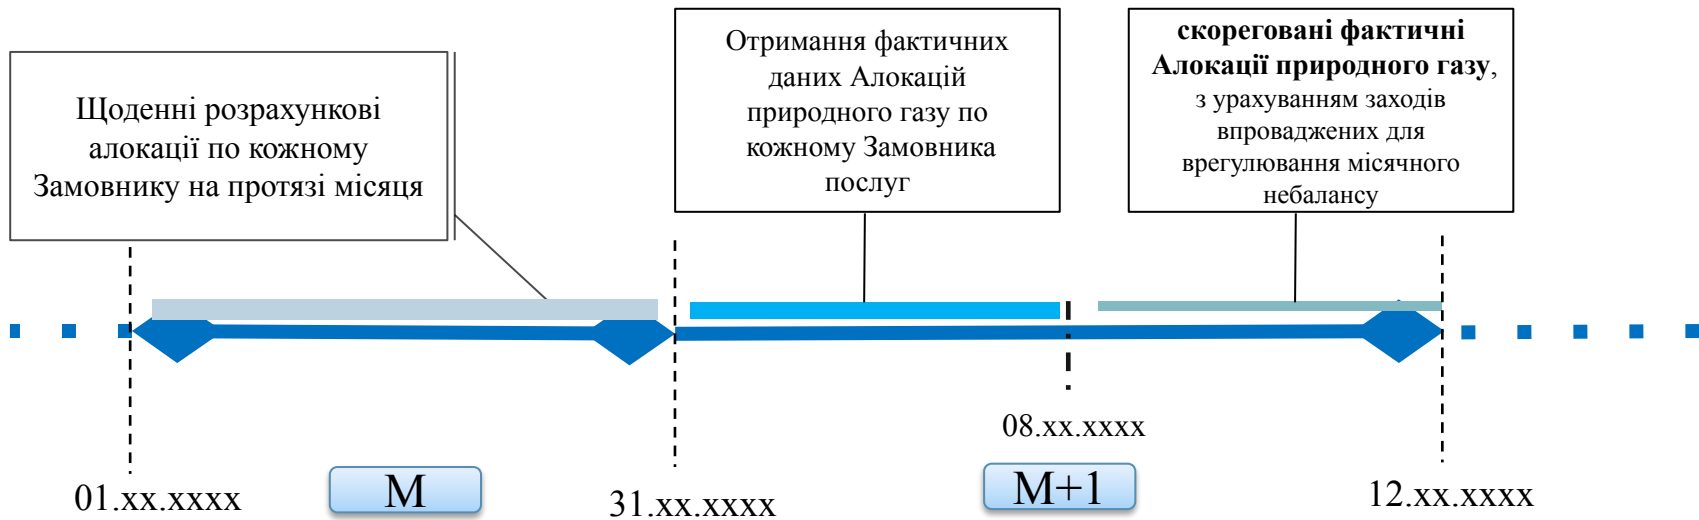 Щоденні розрахункові
алокації по кожному
Замовнику на протязі місяця
Отримання фактичних
даних Алокацій
природного газу по
кожному Замовника
послуг
скореговані фактичні
Алокації природного газу,
з урахуванням заходів
впроваджених для
врегулювання місячного
небалансу
01.xx.xxxx
M
31.xx.xxxx
08.xx.xxxx
M+1
12.xx.xxxx